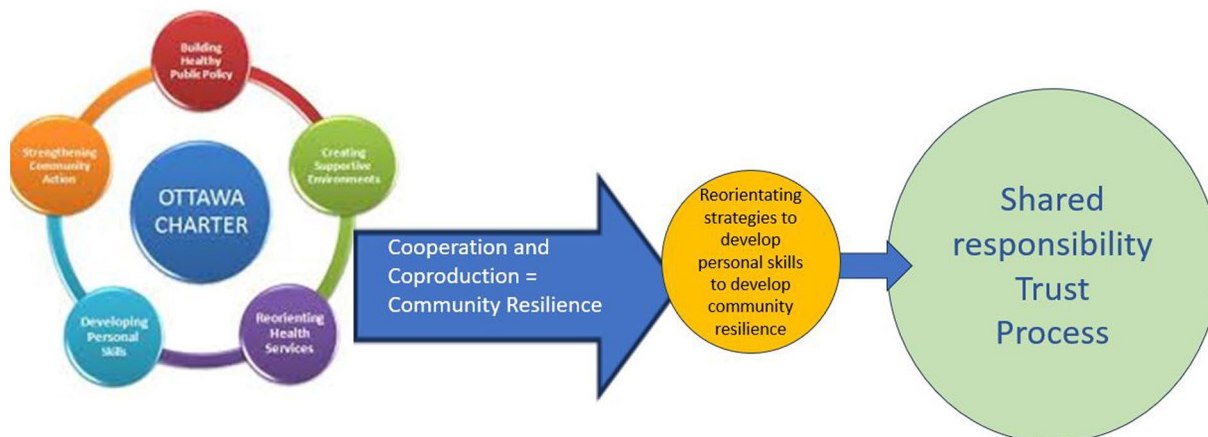 Building
Healthy
Public Policy
Strengthening
Community
Action
Creating
Supportive
Environments
OTTAWA
CHARTER
Developing
Personal
Skills
Reorienting
Health
Services
Cooperation and
Coproduction =
Community Resilience
Reorientating
strategies to
develop
personal skills
to develop
community
resilience
Shared
responsibility
Trust
Process